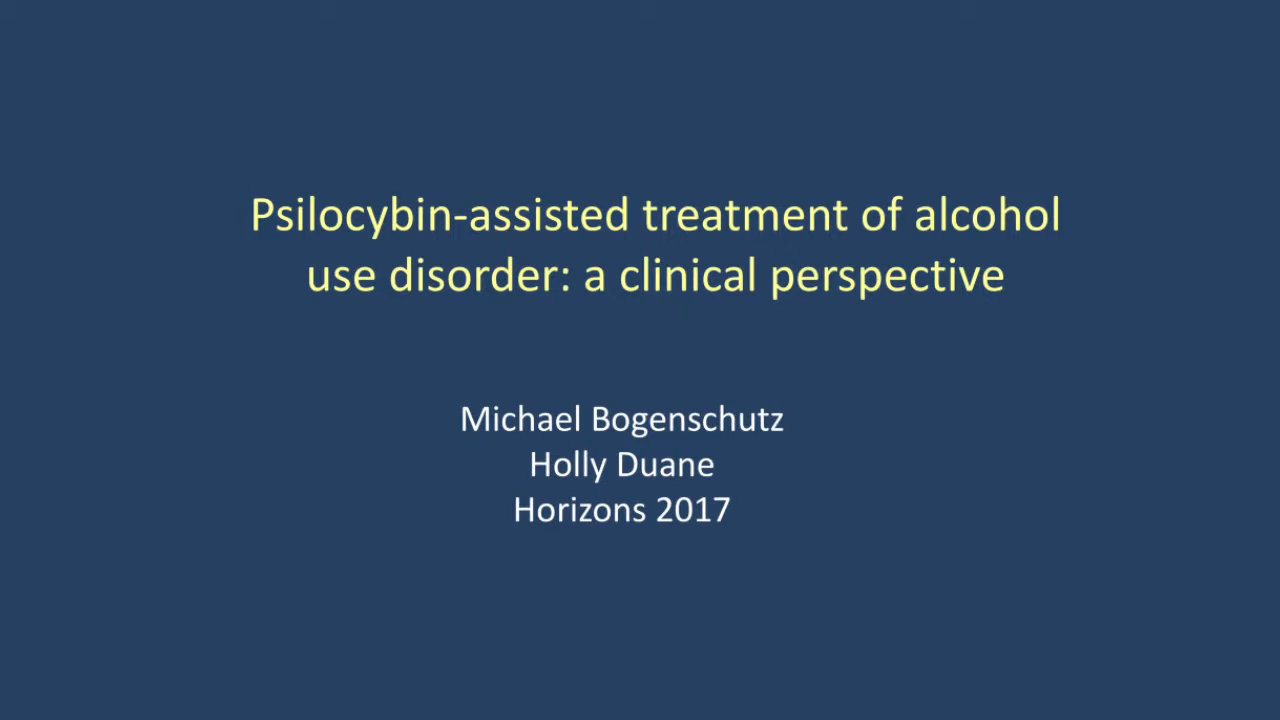 Psilocybin-assisted treatment of alcohol
use disorder: a clinical perspective
Michael Bogenschutz
Holly Duane
Horizons 2017